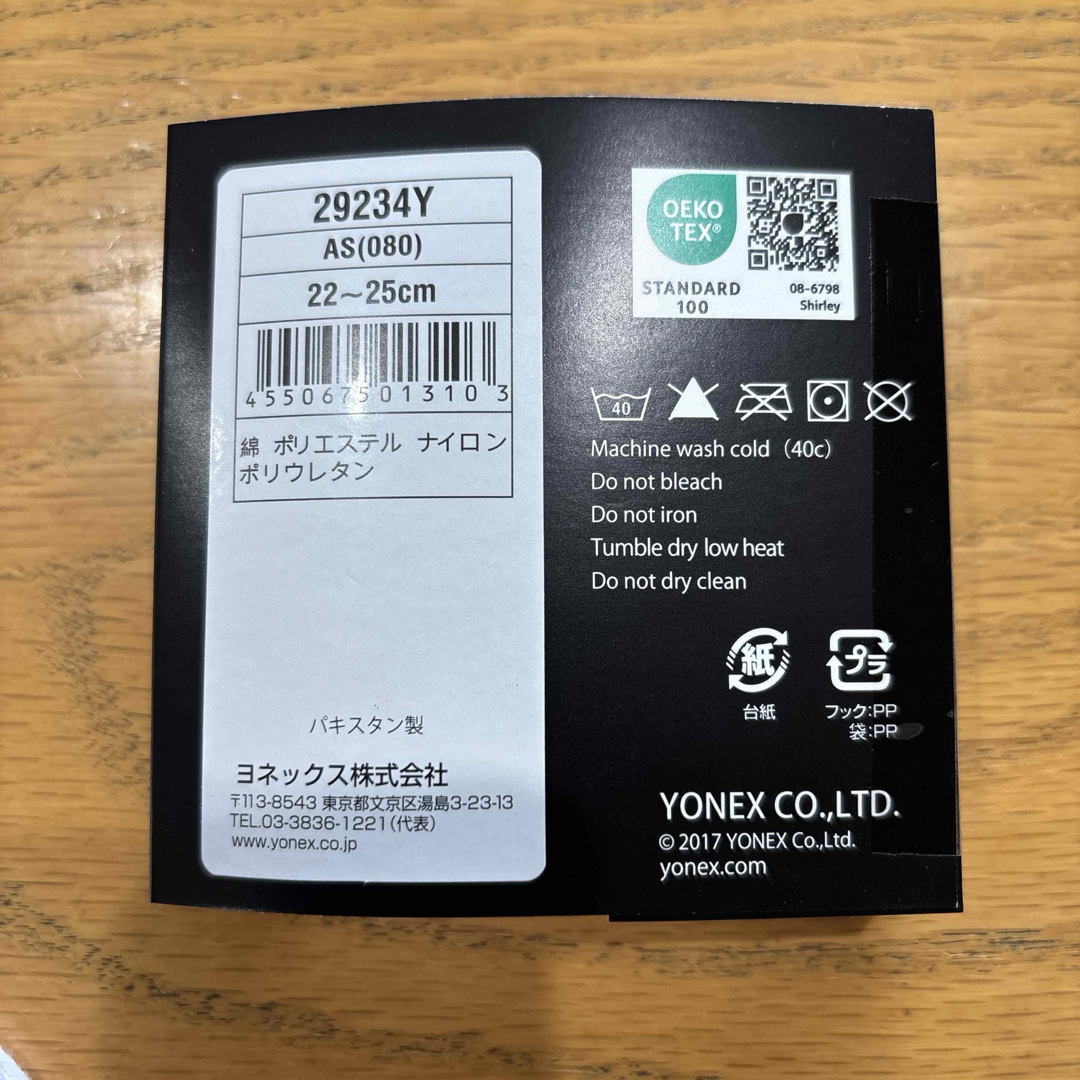 29234Y
AS(080)
22～25cm
4550675013103
綿 ポリエステル ナイロン
ポリウレタン
パキスタン製
ヨネックス株式会社
〒113-8543 東京都文京区湯島3-23-13
TEL.03-3836-1221(代表)
www.yonex.co.jp
OEKO
TEX®
STANDARD
100
08-6798
Shirley
40
Machine wash cold（40c）
Do not bleach
Do not iron
Tumble dry low heat
Do not dry clean
紙
台紙
プラ
フック:PP
袋:PP
YONEX CO.,LTD.
© 2017 YONEX Co.,Ltd.
yonex.com